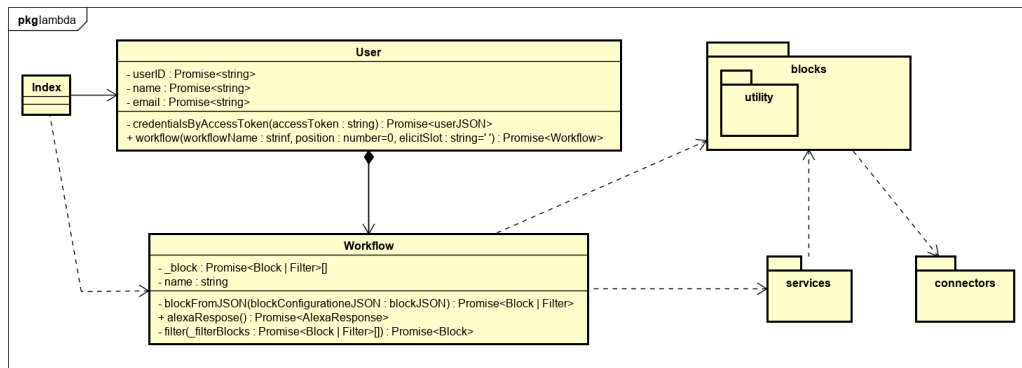 pkg lambda
User
- userID : Promise<string>
- name : Promise<string>
- email : Promise<string>
- credentialsByAccessToken(accessToken : string) : Promise<userJSON>
+ workflow(workflowName : strinf, position : number=0, elicitSlot : string=' ') : Promise<Workflow>
Index
blocks
utility
Workflow
- _block : Promise<Block | Filter>[]
- name : string
- blockFromJSON(blockConfigurationeJSON : blockJSON) : Promise<Block | Filter>
+ alexaRespose() : Promise<AlexaResponse>
- filter(_filterBlocks : Promise<Block | Filter>[]) : Promise<Block>
services
connectors